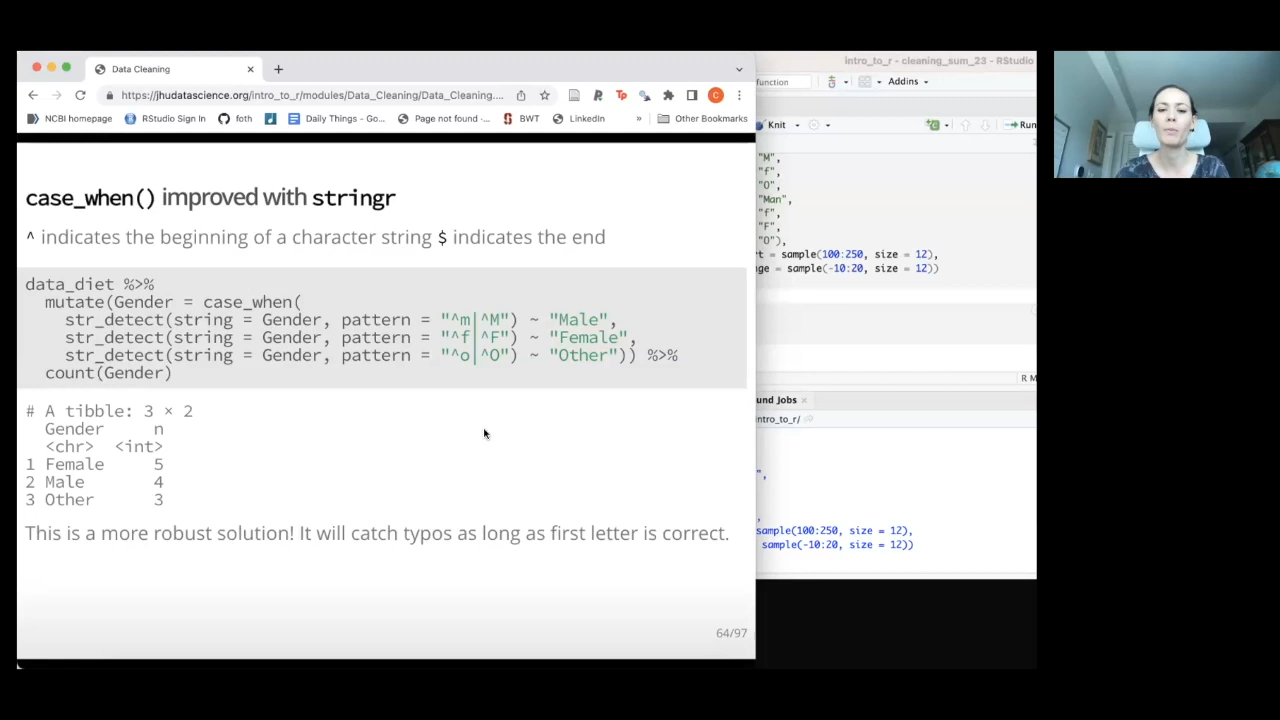 Data Cleaning
intro_to_r - cleaning_sum_23 - RStudio
function
Addins
https://jhudatascience.org/intro_to_r/modules/Data_Cleaning/Data_Cleaning....
C
NCBI homepage
RStudio Sign In
foth
Daily Things - Go...
Page not found -...
BWT
LinkedIn
»
Other Bookmarks
Knit
Run
case_when() improved with stringr
^ indicates the beginning of a character string $ indicates the end
data_diet %>%
mutate(Gender = case_when(
str_detect(string = Gender, pattern = "^m|^M") ~ "Male",
str_detect(string = Gender, pattern = "^f|^F") ~ "Female",
str_detect(string = Gender, pattern = "^o|^O") ~ "Other")) %>%
count(Gender)
# A tibble: 3 × 2
Gender n
<chr> <int>
1 Female 5
2 Male 4
3 Other 3
This is a more robust solution! It will catch typos as long as first letter is correct.
64/97
"M",
"f",
"O",
"Man",
"f",
"F",
"O"),
rt = sample(100:250, size = 12),
ge = sample(-10:20, size = 12))
R M
und Jobs
intro_to_r/
",
,
sample(100:250, size = 12),
sample(-10:20, size = 12))